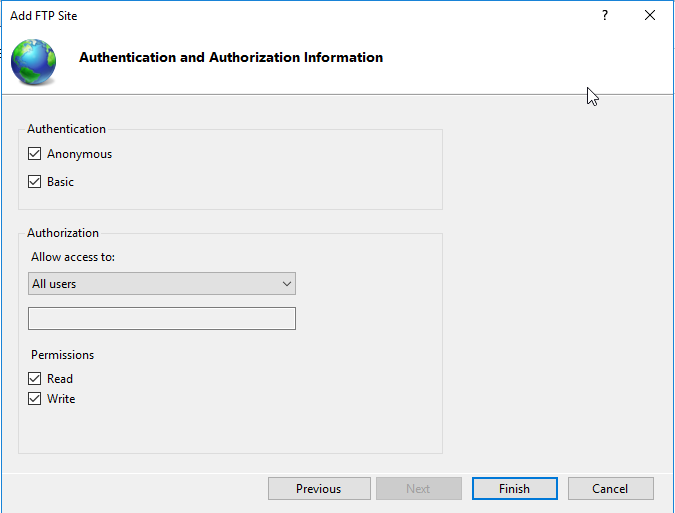 Add FTP Site
?
Authentication and Authorization Information
Authentication
Anonymous
Basic
Authorization
Allow access to:
All users
Permissions
Read
Write
Previous Next Finish Cancel